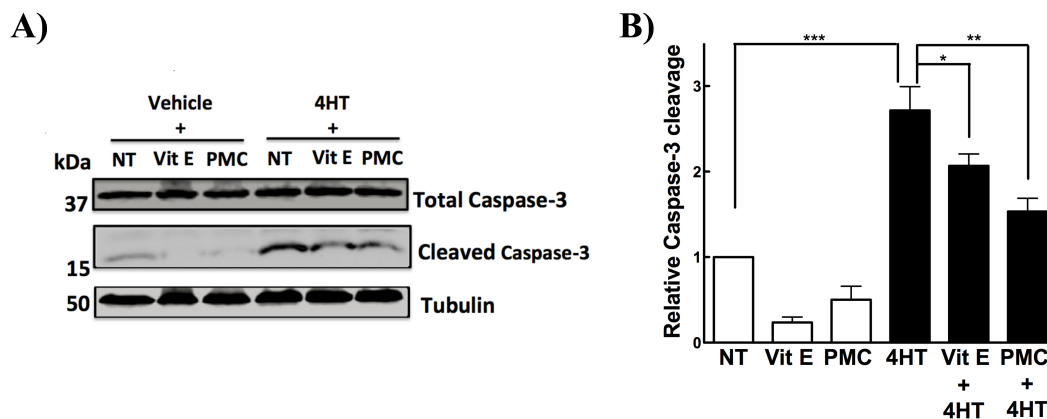 A)
Vehicle
+
4HT
+
kDa
NT Vit E PMC NT Vit E PMC
37
Total Caspase-3
15
Cleaved Caspase-3
50
Tubulin
B)
Relative Caspase-3 cleavage
***
**
*
3
2
1
0
NT Vit E PMC 4HT Vit E PMC
+ +
4HT 4HT